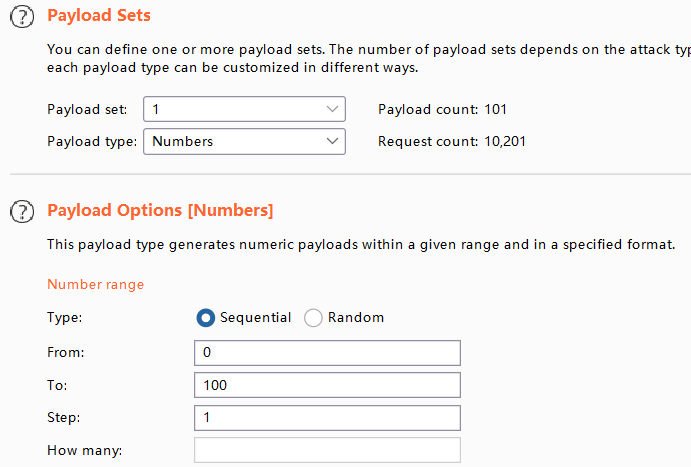 Payload Sets
You can define one or more payload sets. The number of payload sets depends on the attack typ
each payload type can be customized in different ways.
Payload set: 1 Payload count: 101
Payload type: Numbers Request count: 10,201
Payload Options [Numbers]
This payload type generates numeric payloads within a given range and in a specified format.
Number range
Type: Sequential Random
From: 0
To: 100
Step: 1
How many: